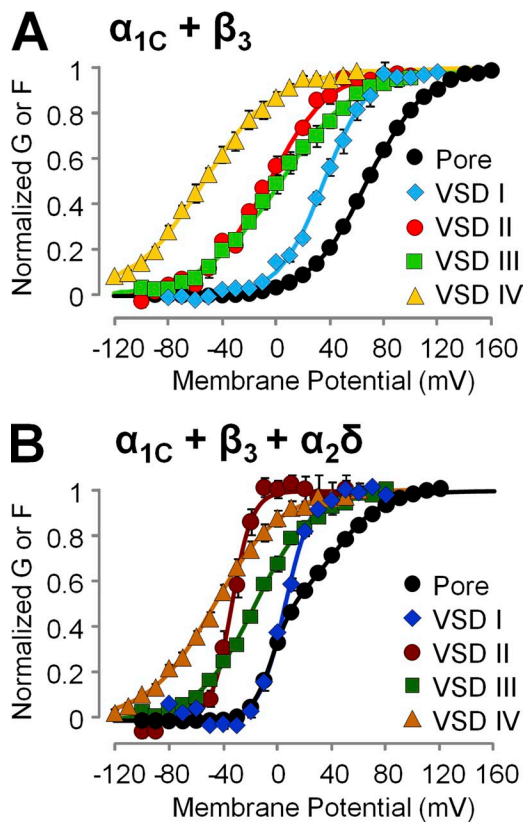 A
α1C + β3
Normalized G or F
1
0.8
0.6
0.4
0.2
0
Pore
VSD I
VSD II
VSD III
VSD IV
-120 -80 -40 0 40 80 120 160
Membrane Potential (mV)
B
α1C + β3 + α2δ
Normalized G or F
1
0.8
0.6
0.4
0.2
0
Pore
VSD I
VSD II
VSD III
VSD IV
-120 -80 -40 0 40 80 120 160
Membrane Potential (mV)